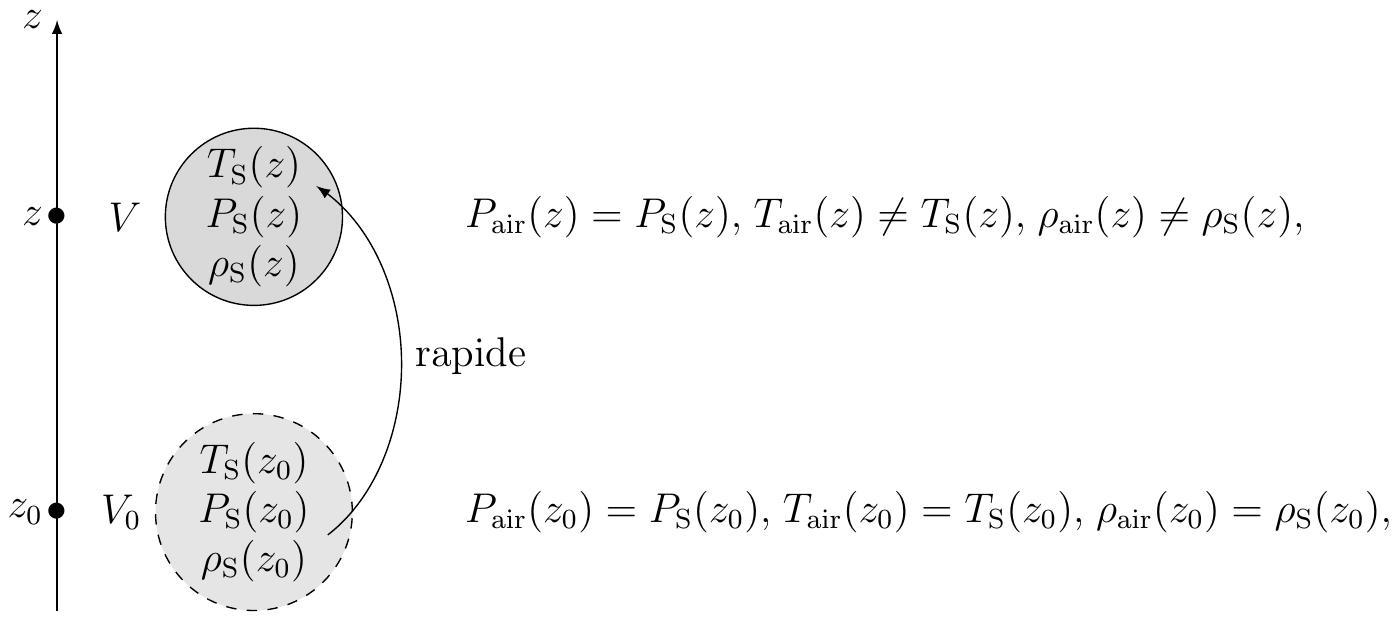 z
z V T_S(z) P_air(z) = P_S(z), T_air(z) ≠ T_S(z), ρ_air(z) ≠ ρ_S(z),
P_S(z)
ρ_S(z)
rapide
z_0 V_0 T_S(z_0) P_air(z_0) = P_S(z_0), T_air(z_0) = T_S(z_0), ρ_air(z_0) = ρ_S(z_0),
P_S(z_0)
ρ_S(z_0)